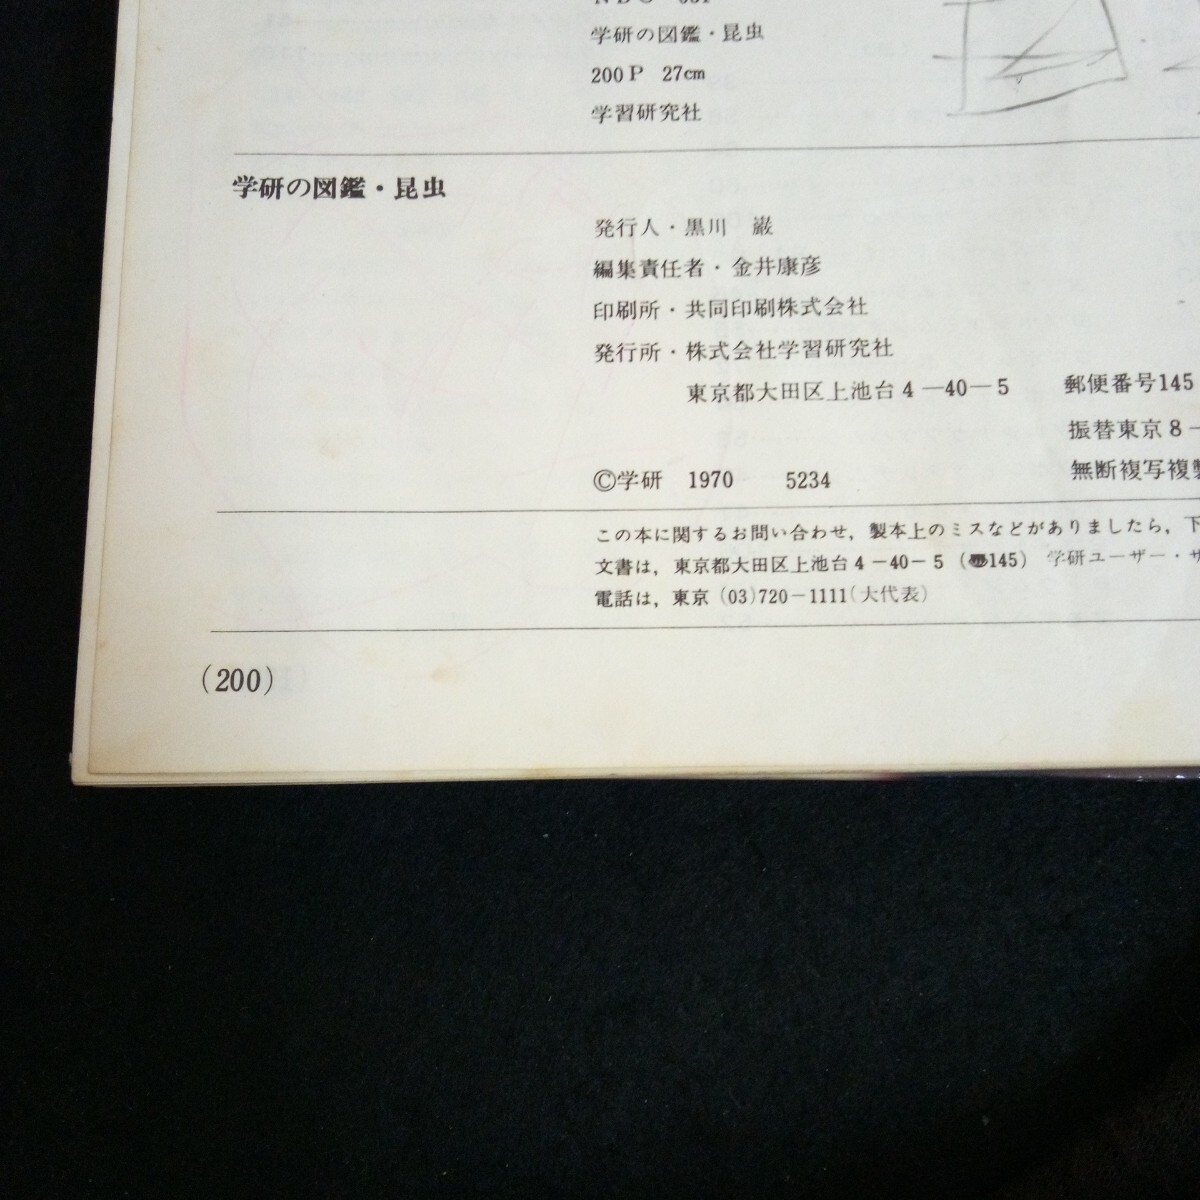 学研の図鑑・昆虫
200P 27cm
学習研究社
学研の図鑑・昆虫
発行人・黒川 巌
編集責任者・金井康彦
印刷所・共同印刷株式会社
発行所・株式会社学習研究社
東京都大田区上池台4—40—5 郵便番号145
振替東京8-
©学研 1970 5234 無断複写複製
この本に関するお問い合わせ,製本上のミスなどがありましたら,下
文書は,東京都大田区上池台4-40-5 (〠145) 学研ユーザー・サ
電話は,東京 (03)720-1111(大代表)
(200)